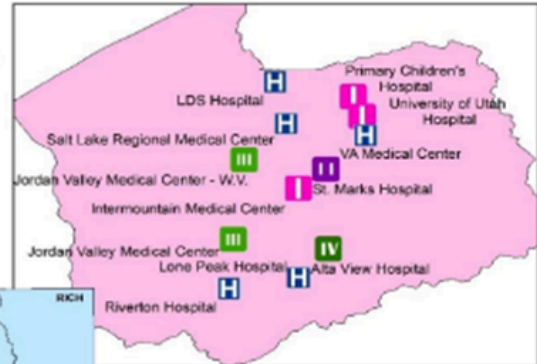 Primary Children's
Hospital
I
LDS Hospital
H
University of Utah
Hospital
I
H
Salt Lake Regional Medical Center
H
VA Medical Center
III
II
Jordan Valley Medical Center - W.V.
St. Marks Hospital
I
Intermountain Medical Center
III
IV
Jordan Valley Medical Center
Lone Peak Hospital
H
Alta View Hospital
H
Riverton Hospital
RICH